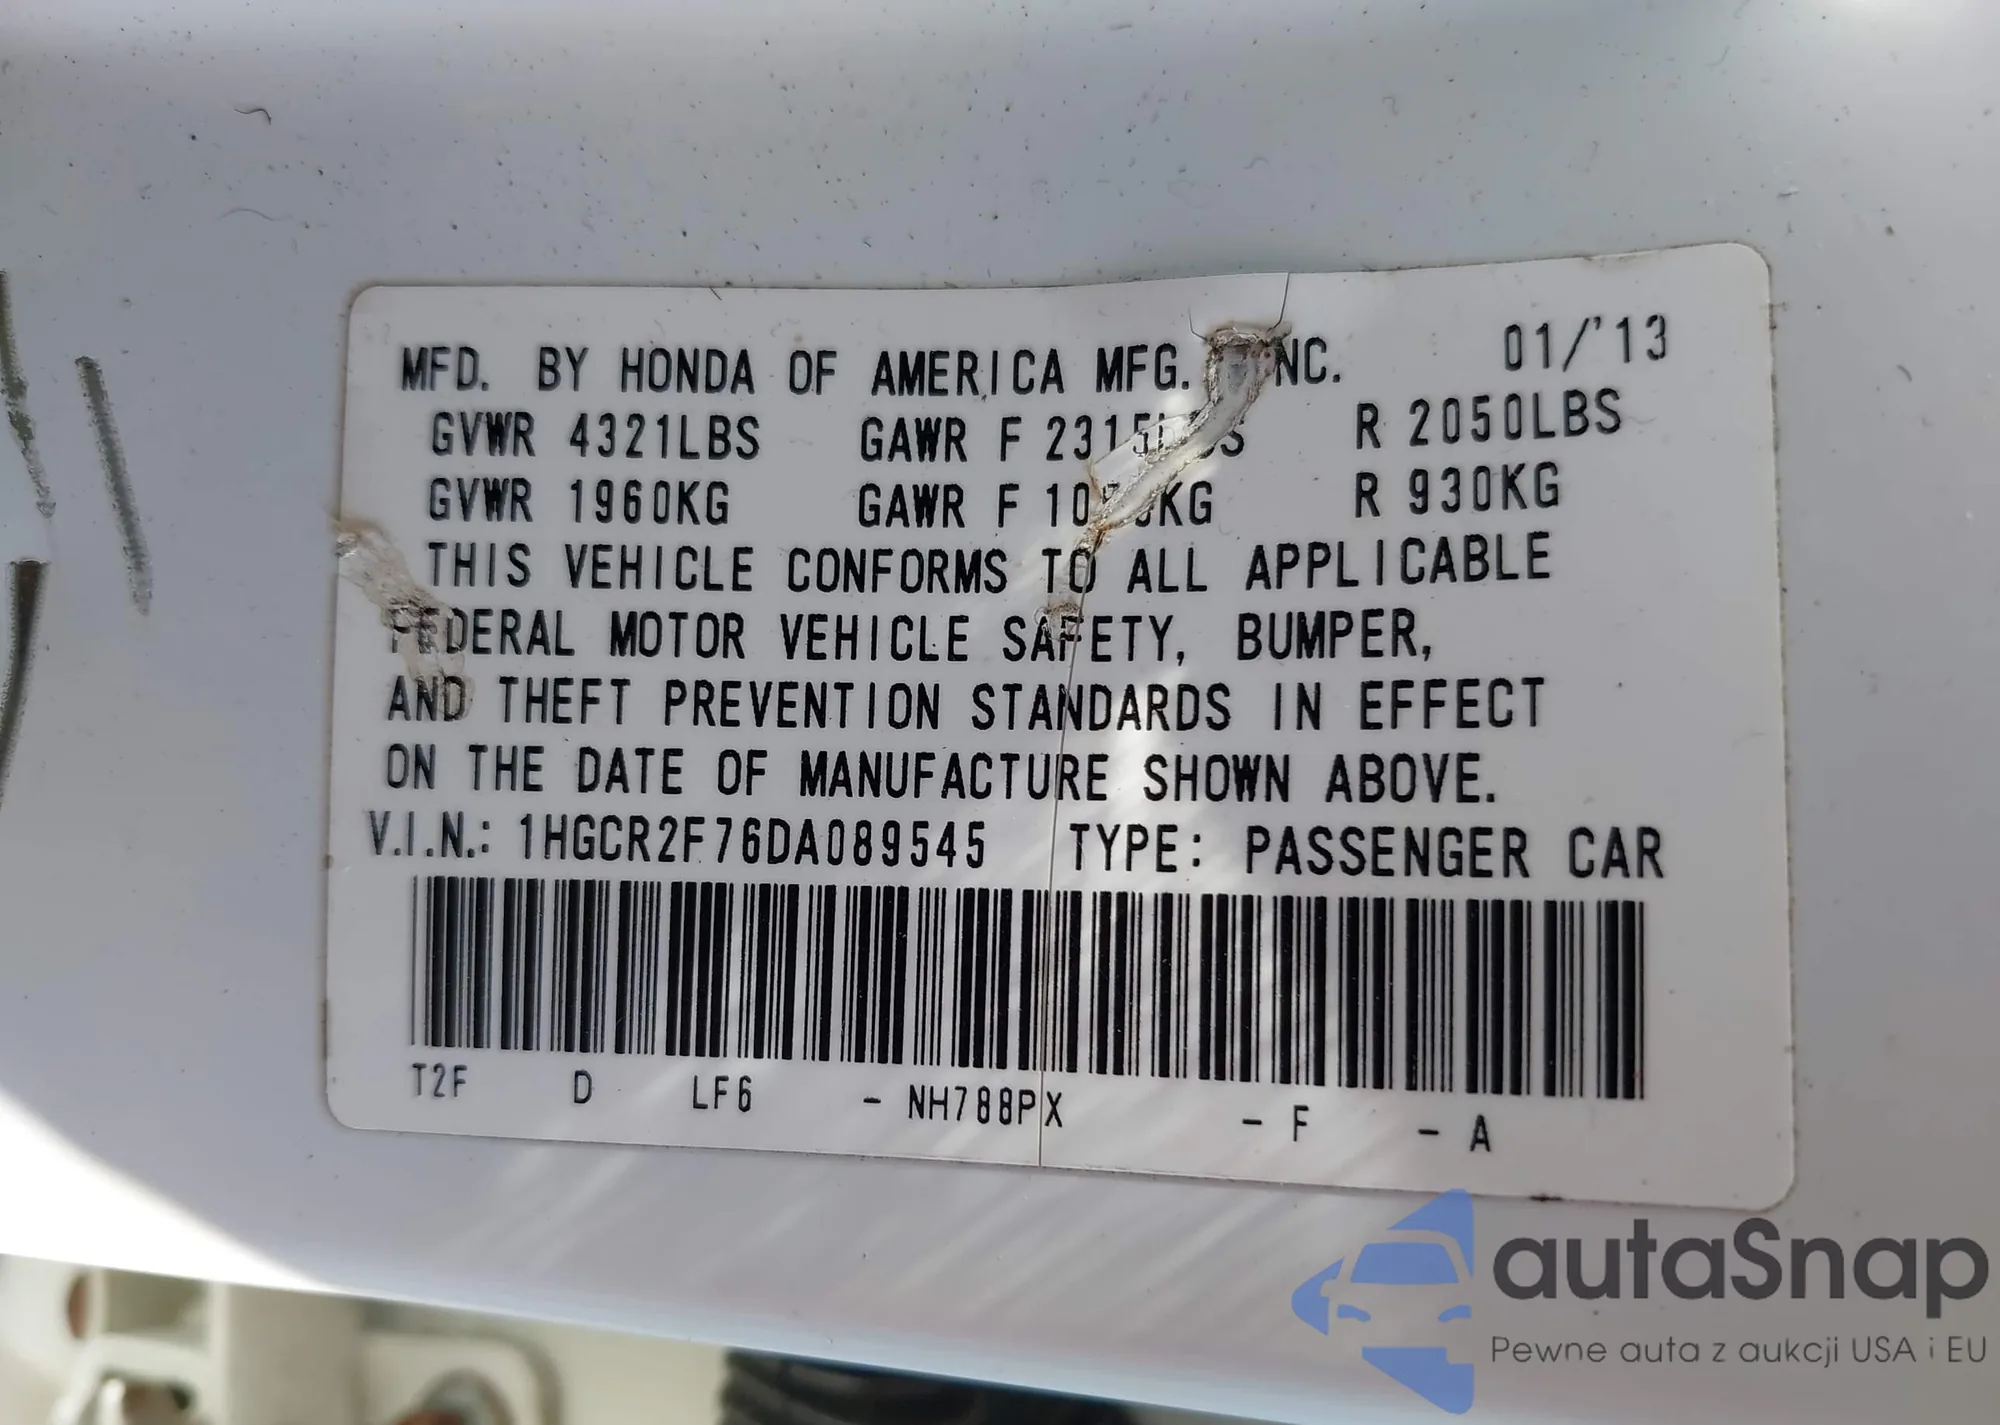 MFD. BY HONDA OF AMERICA MFG. INC. 01/'13
GVWR 4321LBS GAWR F 2315LBS R 2050LBS
GVWR 1960KG GAWR F R 930KG
THIS VEHICLE CONFORMS TO ALL APPLICABLE
FEDERAL MOTOR VEHICLE SAFETY, BUMPER,
AND THEFT PREVENTION STANDARDS IN EFFECT
ON THE DATE OF MANUFACTURE SHOWN ABOVE.
V.I.N.: 1HGCR2F76DA089545 TYPE: PASSENGER CAR
T2F D LF6 - NH788PX - F - A
autaSnap
Pewne auta z aukcji USA i EU